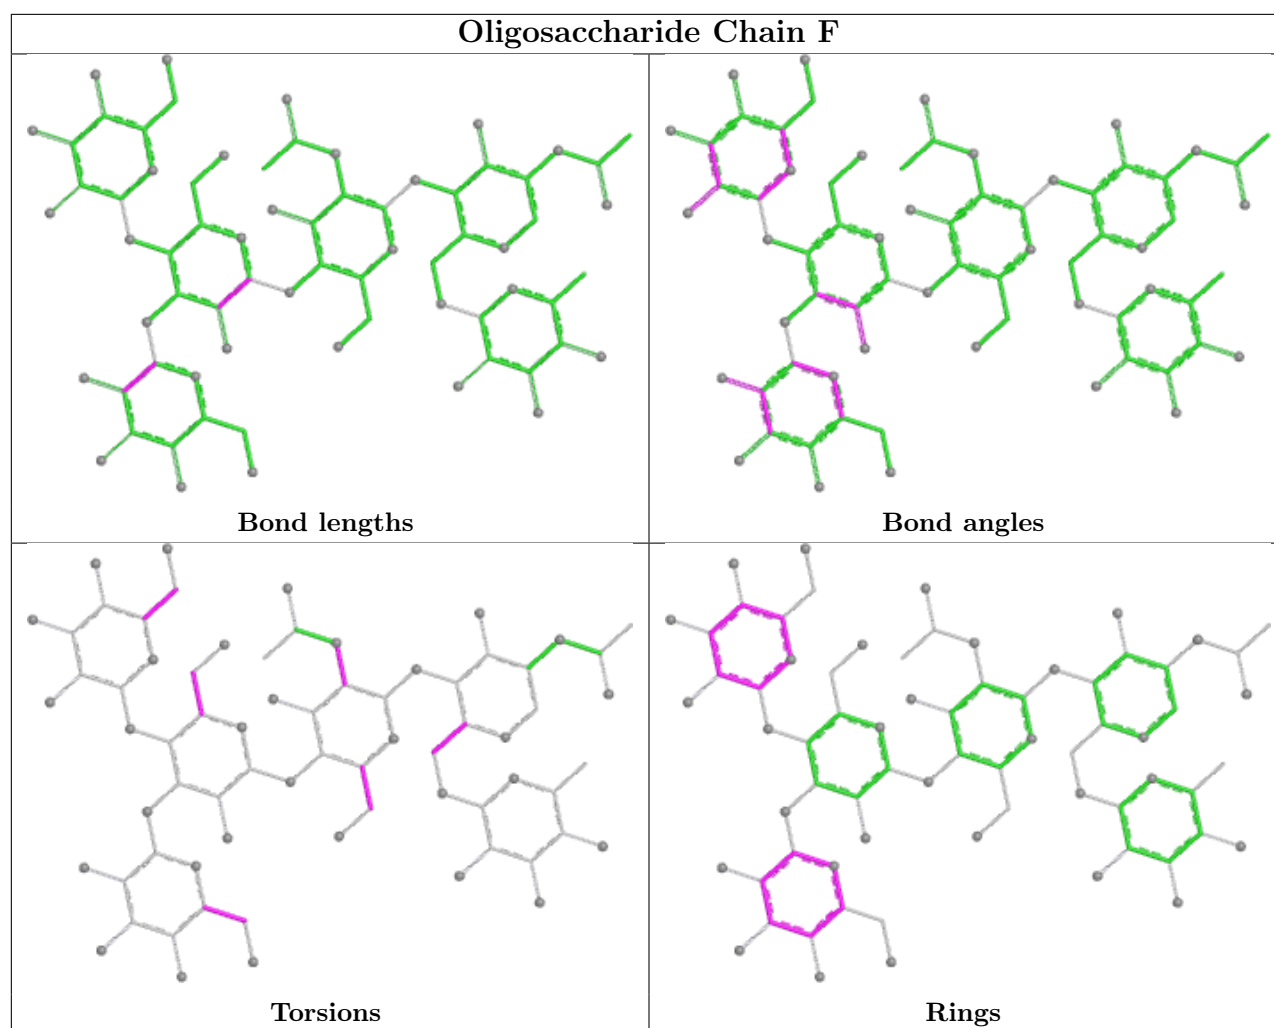 Oligosaccharide Chain F
Bond lengths
Bond angles
Torsions
Rings